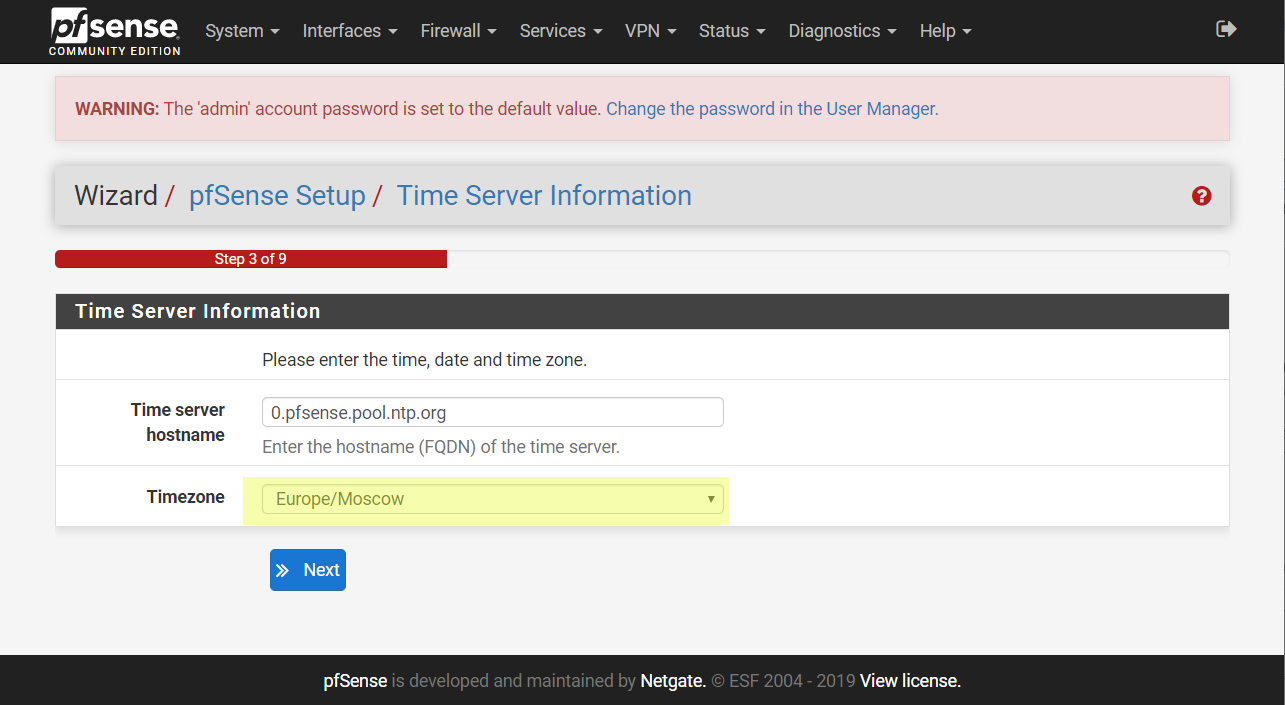 pfsense
COMMUNITY EDITION
System Interfaces Firewall Services VPN Status Diagnostics Help
WARNING: The 'admin' account password is set to the default value. Change the password in the User Manager.
Wizard / pfSense Setup / Time Server Information
Step 3 of 9
Time Server Information
Please enter the time, date and time zone.
Time server
hostname
0.pfsense.pool.ntp.org
Enter the hostname (FQDN) of the time server.
Timezone
Europe/Moscow
Next
pfSense is developed and maintained by Netgate. © ESF 2004 - 2019 View license.